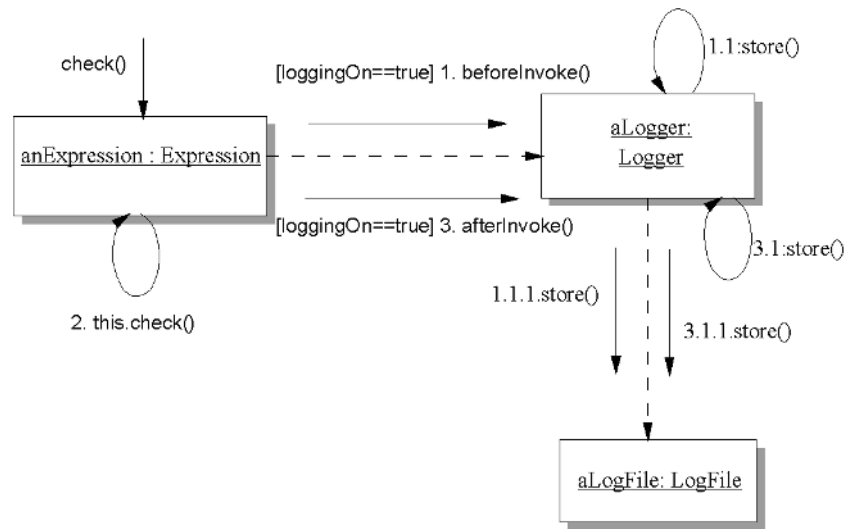 check()
[loggingOn==true] 1. beforeInvoke()
1.1:store()
anExpression : Expression
aLogger:
Logger
[loggingOn==true] 3. afterInvoke()
3.1:store()
2. this.check()
1.1.1.store()
3.1.1.store()
aLogFile: LogFile